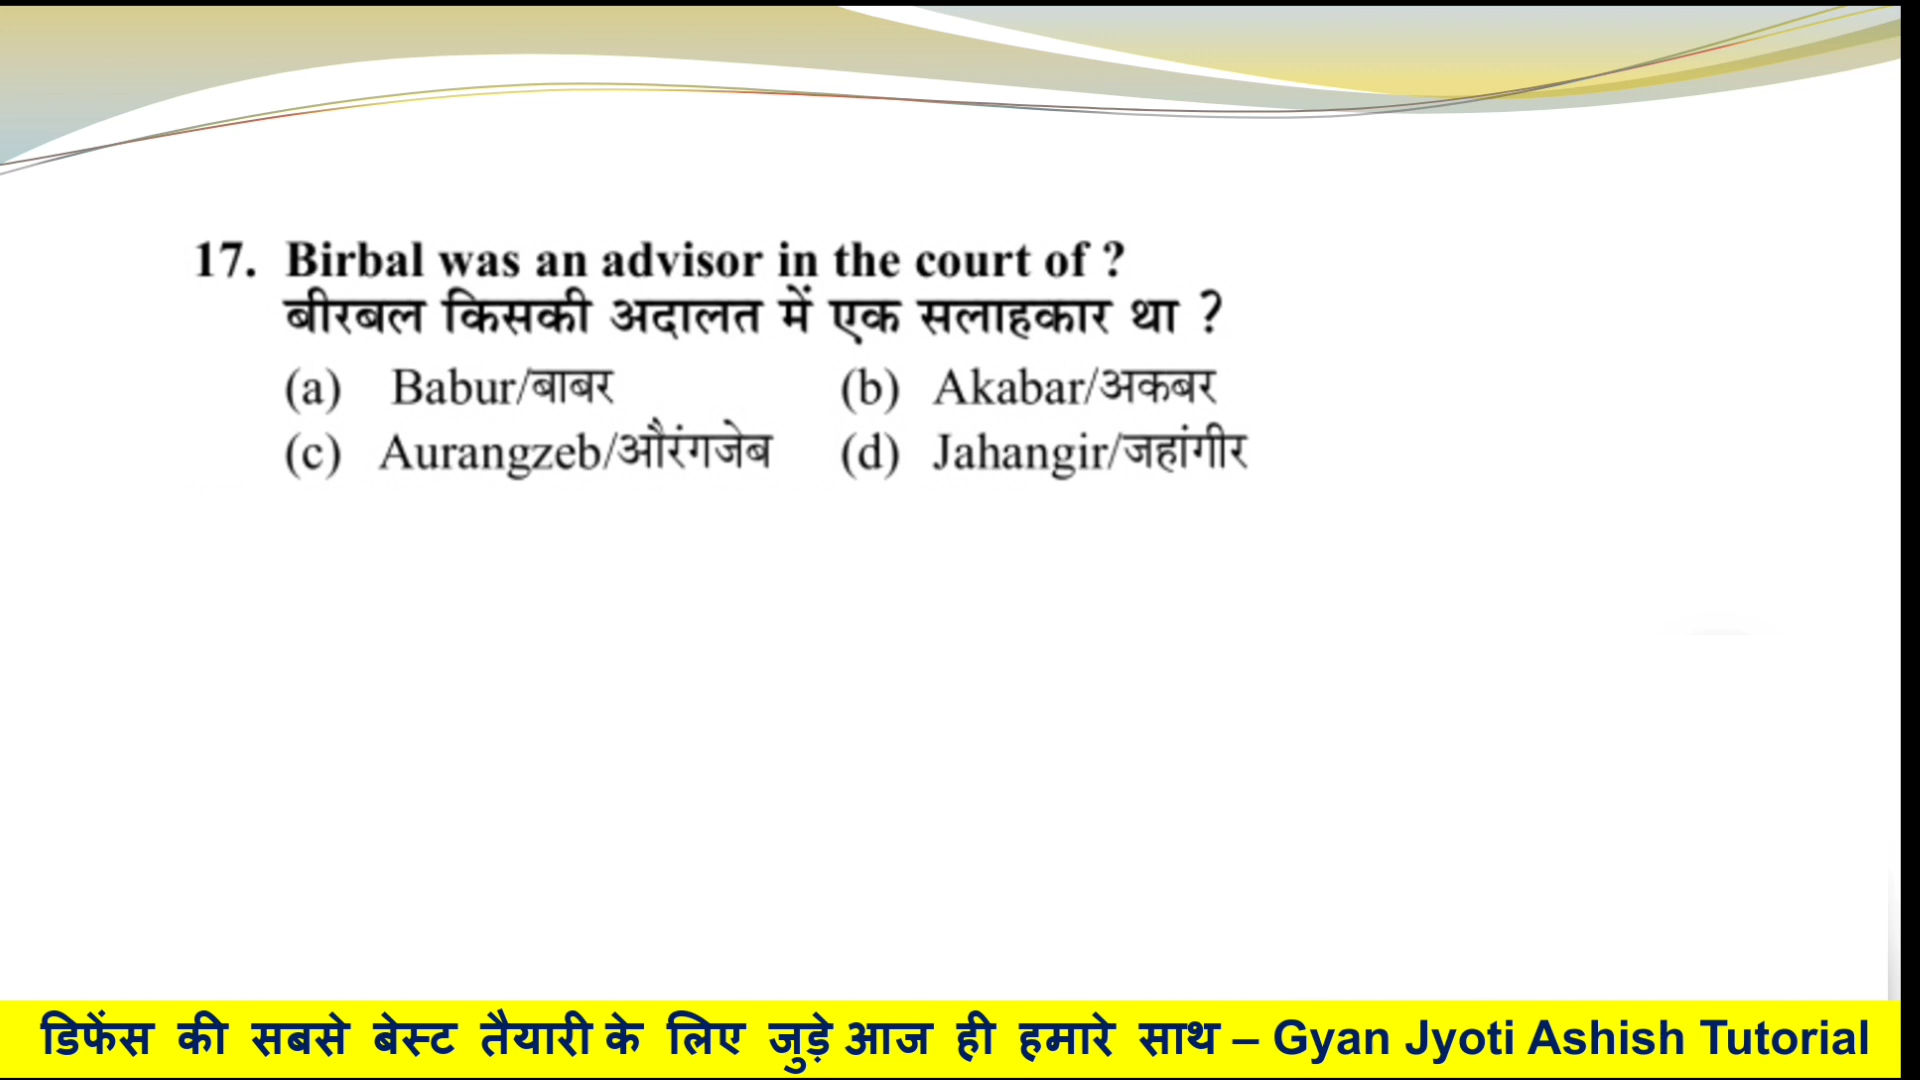 17. Birbal was an advisor in the court of ?
बीरबल किसकी अदालत में एक सलाहकार था ?
(a) Babur/बाबर (b) Akabar/अकबर
(c) Aurangzeb/औरंगजेब (d) Jahangir/जहांगीर
डिफेंस की सबसे बेस्ट तैयारी के लिए जुड़े आज ही हमारे साथ – Gyan Jyoti Ashish Tutorial